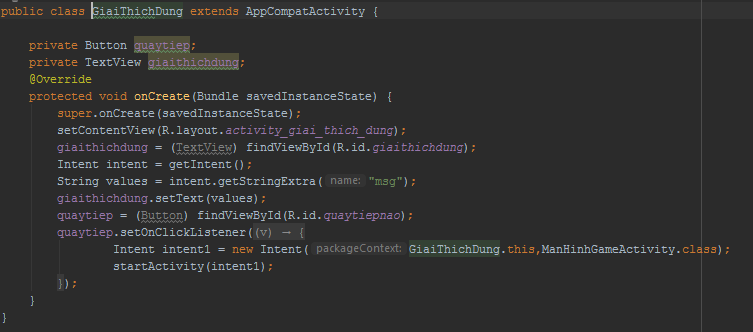 public class GiaiThichDung extends AppCompatActivity {
private Button quaytiep;
private TextView giaithichdung;
@Override
protected void onCreate(Bundle savedInstanceState) {
super.onCreate(savedInstanceState);
setContentView(R.layout.activity_giai_thich_dung);
giaithichdung = (TextView) findViewById(R.id.giaithichdung);
Intent intent = getIntent();
String values = intent.getStringExtra( name: "msg");
giaithichdung.setText(values);
quaytiep = (Button) findViewById(R.id.quaytiepnao);
quaytiep.setOnClickListener((v) → {
Intent intent1 = new Intent( packageContext: GiaiThichDung.this,ManHinhGameActivity.class);
startActivity(intent1);
});
}
}